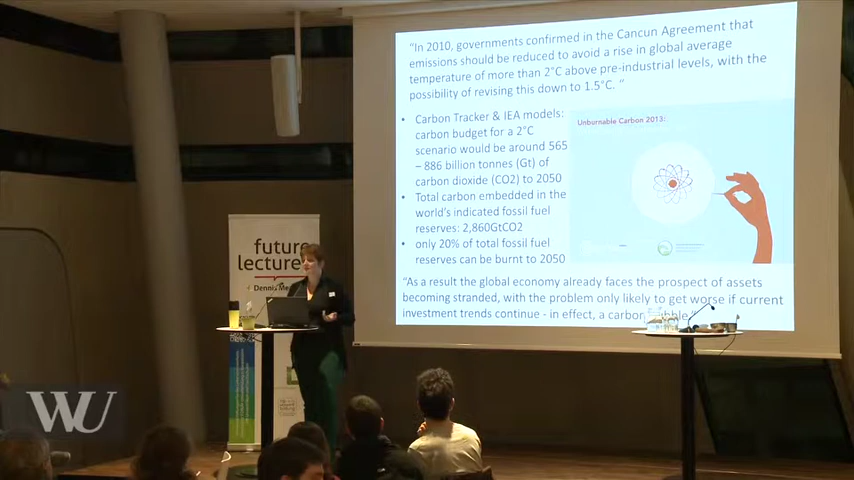 "In 2010, governments confirmed in the Cancun Agreement that
emissions should be reduced to avoid a rise in global average
temperature of more than 2°C above pre-industrial levels, with the
possibility of revising this down to 1.5°C. "
• Carbon Tracker & IEA models:
carbon budget for a 2°C
scenario would be around 565
– 886 billion tonnes (Gt) of
carbon dioxide (CO2) to 2050
• Total carbon embedded in the
world's indicated fossil fuel
reserves: 2,860GtCO2
• only 20% of total fossil fuel
reserves can be burnt to 2050
Unburnable Carbon 2013:
"As a result the global economy already faces the prospect of assets
becoming stranded, with the problem only likely to get worse if current
investment trends continue - in effect, a carbon
future
lecture
Dennis
WU